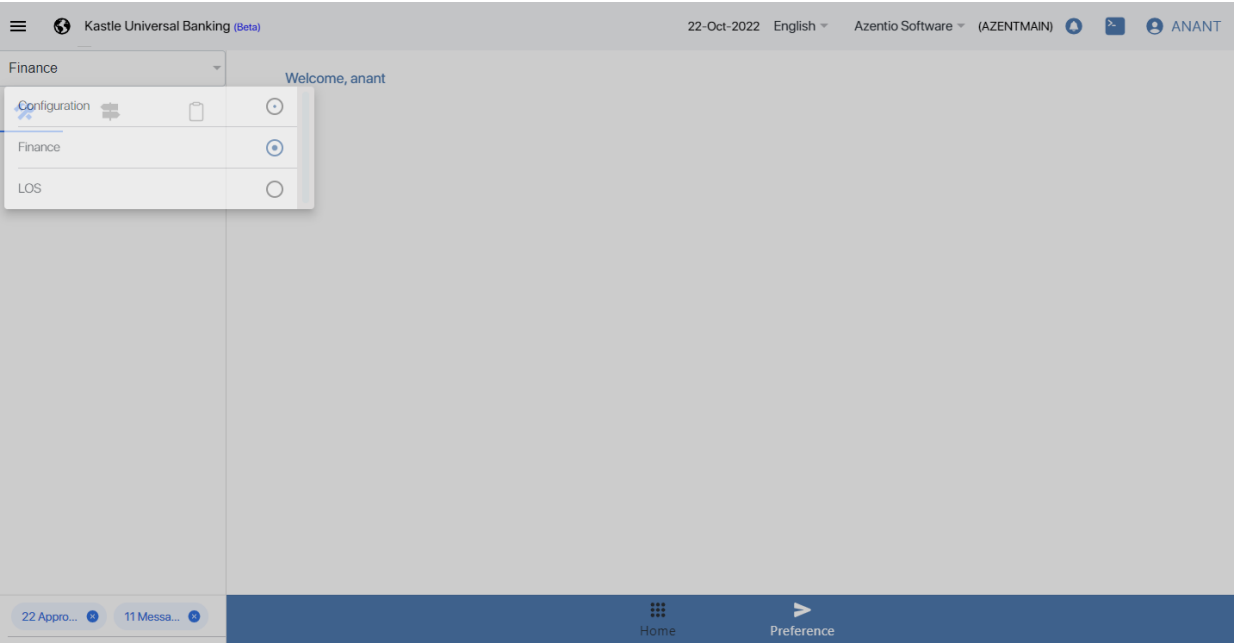 Kastle Universal Banking (Beta)
22-Oct-2022 English Azentio Software (AZENTMAIN) ANANT
Finance
Welcome, anant
Configuration
Finance
LOS
22 Appro... 11 Messa...
Home Preference